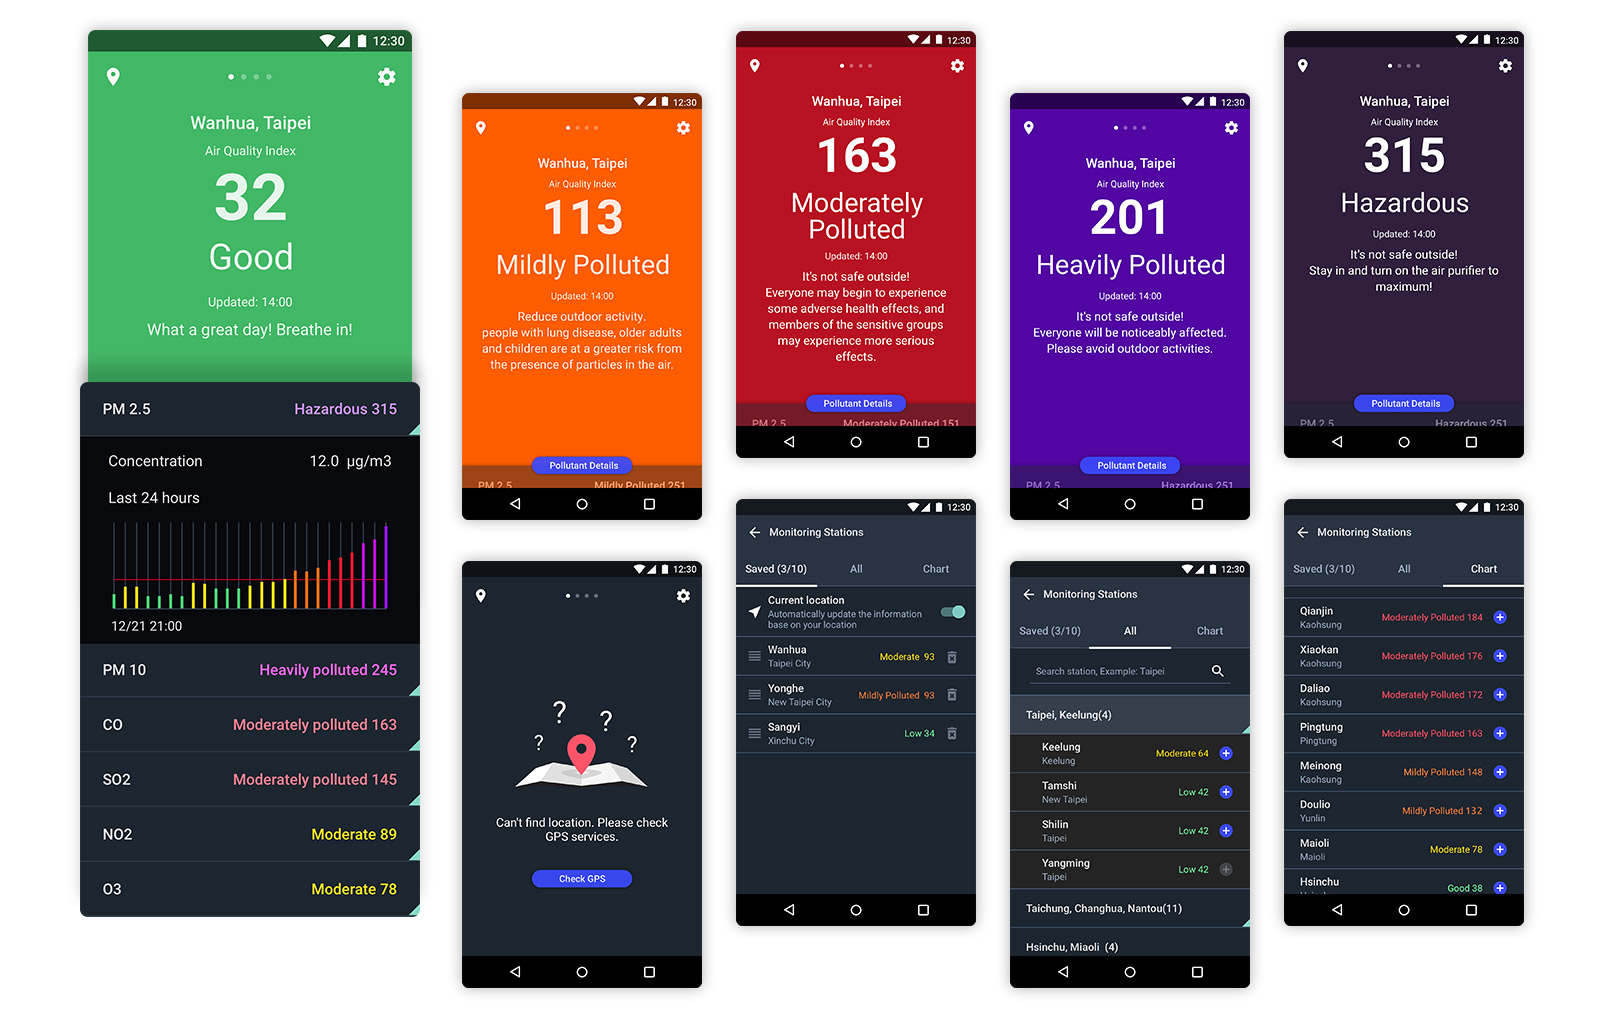 12:30
Wanhua, Taipei
Air Quality Index
32
Good
Updated: 14:00
What a great day! Breathe in!
PM 2.5 Hazardous 315
Concentration 12.0 µg/m3
Last 24 hours
12/21 21:00
PM 10 Heavily polluted 245
CO Moderately polluted 163
SO2 Moderately polluted 145
NO2 Moderate 89
O3 Moderate 78
12:30
Wanhua, Taipei
Air Quality Index
113
Mildly Polluted
Updated: 14:00
Reduce outdoor activity.
people with lung disease, older adults
and children are at a greater risk from
the presence of particles in the air.
Pollutant Details
PM 2.5 Mildly Polluted 251
12:30
Can't find location. Please check
GPS services.
Check GPS
12:30
Wanhua, Taipei
Air Quality Index
163
Moderately
Polluted
Updated: 14:00
It's not safe outside!
Everyone may begin to experience
some adverse health effects, and
members of the sensitive groups
may experience more serious
effects.
Pollutant Details
PM 2.5 Moderately Polluted 151
12:30
Monitoring Stations
Saved (3/10) All Chart
Current location
Automatically update the information
base on your location
Wanhua
Taipei City
Moderate 93
Yonghe
New Taipei City
Mildly Polluted 93
Sangyi
Xinchu City
Low 34
12:30
Wanhua, Taipei
Air Quality Index
201
Heavily Polluted
Updated: 14:00
It's not safe outside!
Everyone will be noticeably affected.
Please avoid outdoor activities.
Pollutant Details
PM 2.5 Hazardous 251
12:30
Monitoring Stations
Saved (3/10) All Chart
Search station, Example: Taipei
Taipei, Keelung(4)
Keelung
Keelung
Moderate 64
Tamshi
New Taipei
Low 42
Shilin
Taipei
Low 42
Yangming
Taipei
Low 42
Taichung, Changhua, Nantou(11)
Hsinchu, Miaoli (4)
12:30
Wanhua, Taipei
Air Quality Index
315
Hazardous
Updated: 14:00
It's not safe outside!
Stay in and turn on the air purifier to
maximum!
Pollutant Details
PM 2.5 Hazardous 251
12:30
Monitoring Stations
Saved (3/10) All Chart
Qianjin
Kaohsung
Moderately Polluted 184
Xiaokan
Kaohsung
Moderately Polluted 176
Daliao
Kaohsung
Moderately Polluted 172
Pingtung
Pingtung
Moderately Polluted 163
Meinong
Kaohsung
Mildly Polluted 148
Doulio
Yunlin
Mildly Polluted 132
Maioli
Maioli
Moderate 78
Hsinchu
Good 38